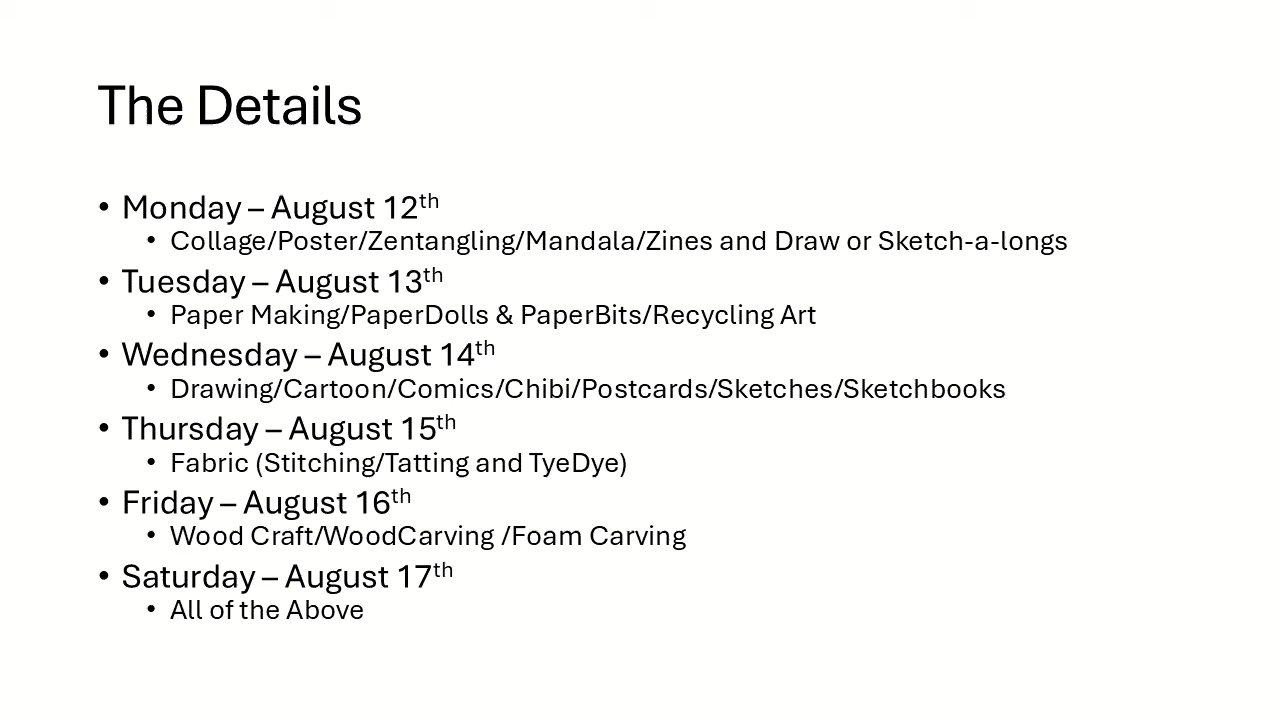 The Details
• Monday – August 12th
• Collage/Poster/Zentangling/Mandala/Zines and Draw or Sketch-a-longs
• Tuesday – August 13th
• Paper Making/PaperDolls & PaperBits/Recycling Art
• Wednesday – August 14th
• Drawing/Cartoon/Comics/Chibi/Postcards/Sketches/Sketchbooks
• Thursday – August 15th
• Fabric (Stitching/Tatting and TyeDye)
• Friday – August 16th
• Wood Craft/WoodCarving /Foam Carving
• Saturday – August 17th
• All of the Above